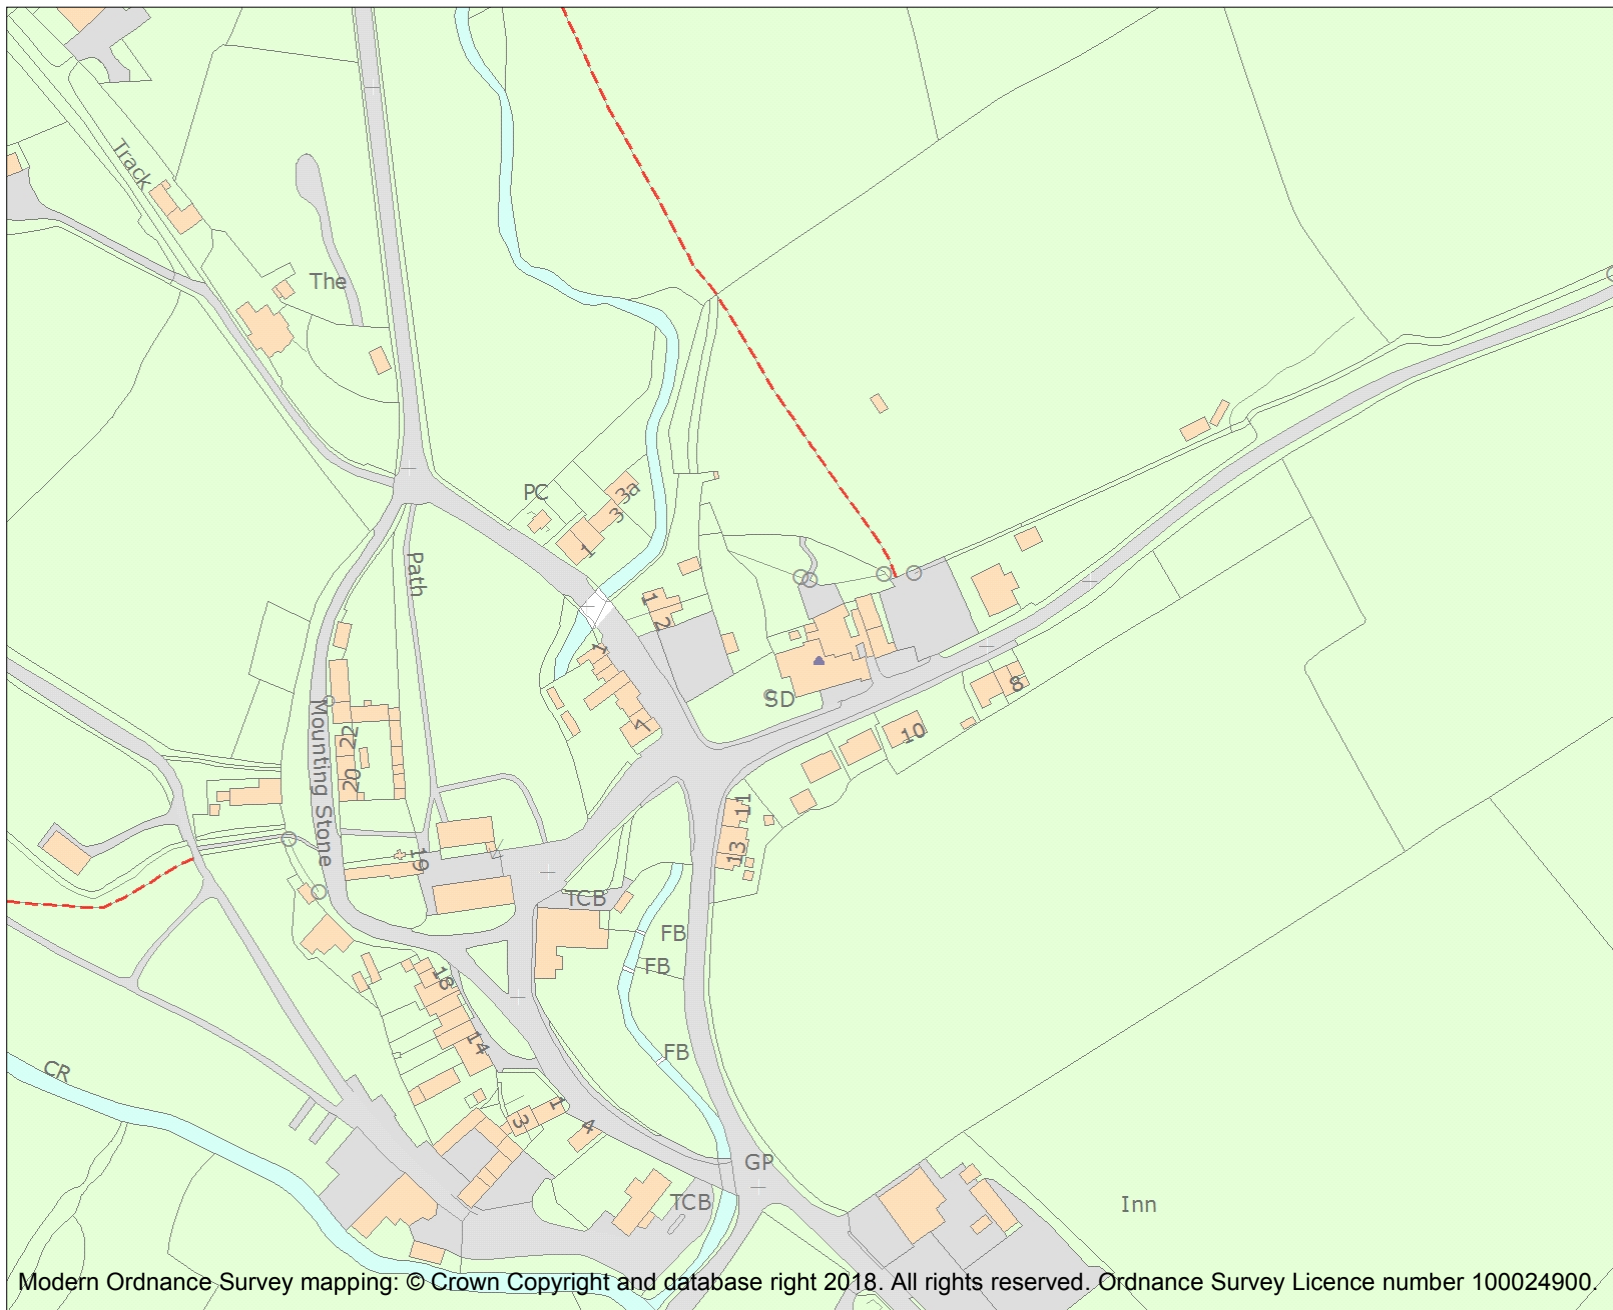 Track
The
PC
3a
3
1
Path
1
2
1
7
SD
8
10
Mounting Stone
22
20
11
13
19
TCB
FB
FB
18
14
FB
CR
1
3
4
GP
TCB
Inn
Modern Ordnance Survey mapping: © Crown Copyright and database right 2018. All rights reserved. Ordnance Survey Licence number 100024900.